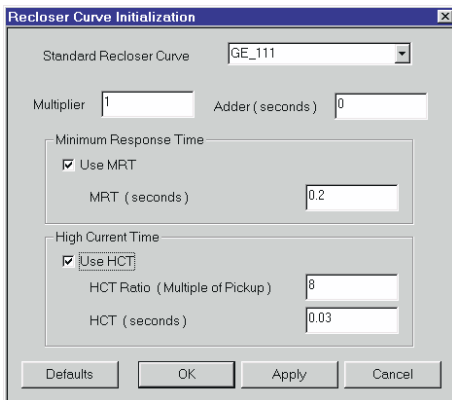 Recloser Curve Initialization
Standard Recloser Curve GE_111
Multiplier 1 Adder ( seconds ) 0
Minimum Response Time
Use MRT
MRT ( seconds ) 0.2
High Current Time
Use HCT
HCT Ratio ( Multiple of Pickup ) 8
HCT ( seconds ) 0.03
Defaults OK Apply Cancel